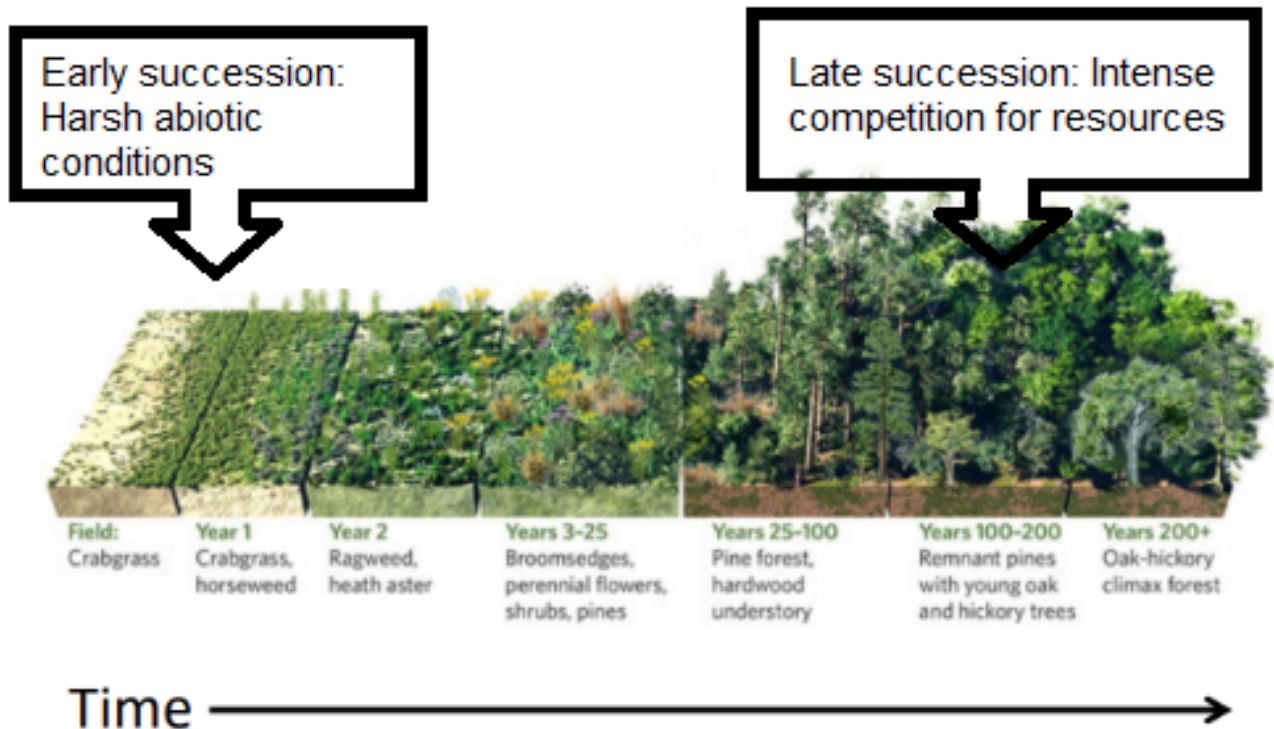 Early succession:
Harsh abiotic
conditions
Late succession: Intense
competition for resources
Field:
Crabgrass
Year 1
Crabgrass,
horseweed
Year 2
Ragweed,
heath aster
Years 3-25
Broomsedges,
perennial flowers,
shrubs, pines
Years 25-100
Pine forest,
hardwood
understory
Years 100-200
Remnant pines
with young oak
and hickory trees
Years 200+
Oak-hickory
climax forest
Time